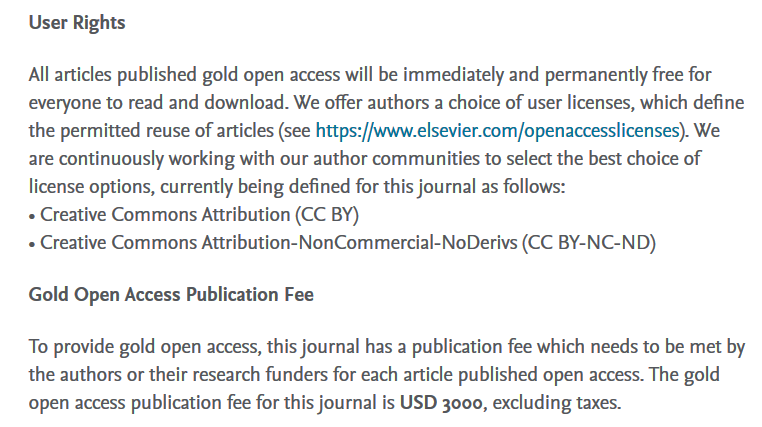 User Rights
All articles published gold open access will be immediately and permanently free for
everyone to read and download. We offer authors a choice of user licenses, which define
the permitted reuse of articles (see https://www.elsevier.com/openaccesslicenses). We
are continuously working with our author communities to select the best choice of
license options, currently being defined for this journal as follows:
• Creative Commons Attribution (CC BY)
• Creative Commons Attribution-NonCommercial-NoDerivs (CC BY-NC-ND)
Gold Open Access Publication Fee
To provide gold open access, this journal has a publication fee which needs to be met by
the authors or their research funders for each article published open access. The gold
open access publication fee for this journal is USD 3000, excluding taxes.